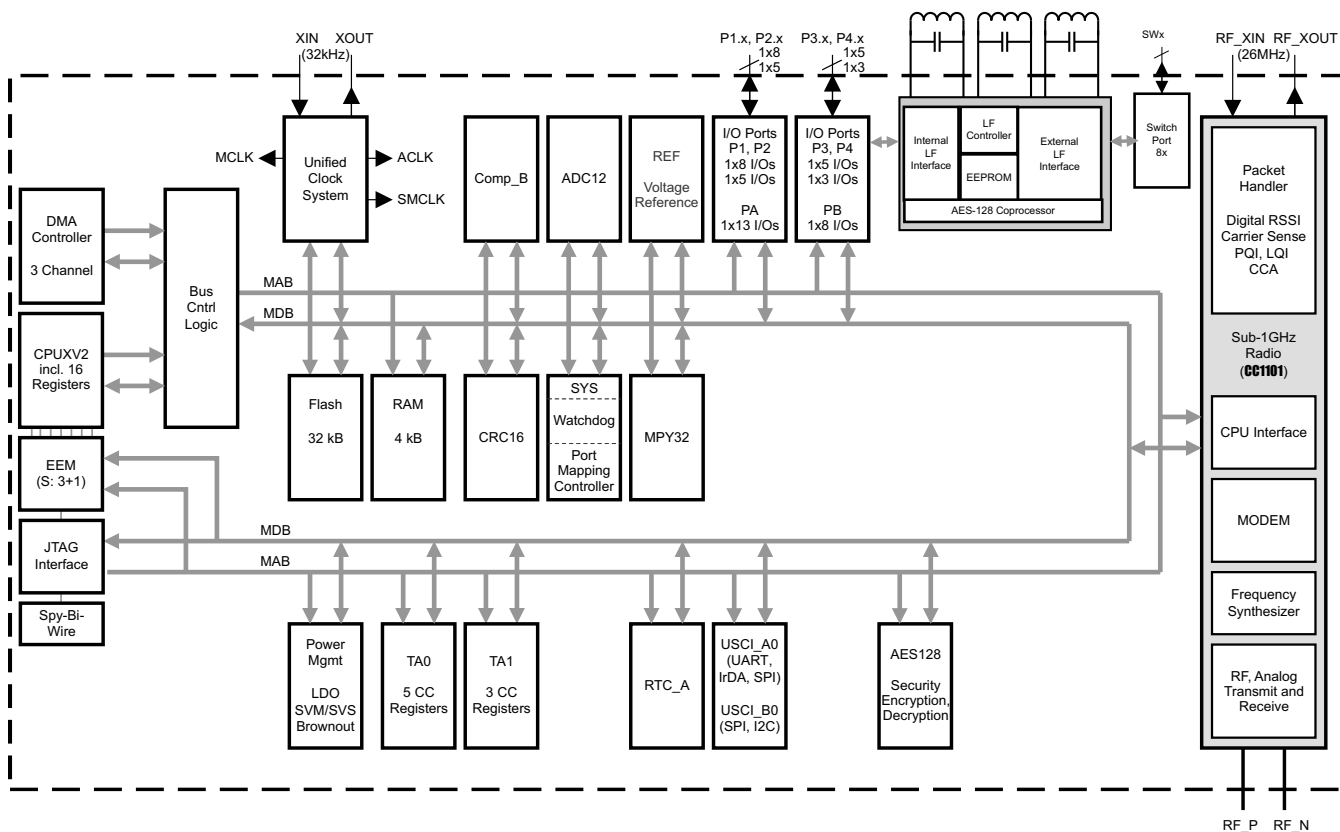 XIN XOUT
(32kHz)
P1.x, P2.x
1x8
1x5
P3.x, P4.x
1x5
1x3
SWx
RF_XIN RF_XOUT
(26MHz)
MCLK
Unified
Clock
System
ACLK
SMCLK
Comp_B
ADC12
REF
Voltage
Reference
I/O Ports
P1, P2
1x8 I/Os
1x5 I/Os
PA
1x13 I/Os
I/O Ports
P3, P4
1x5 I/Os
1x3 I/Os
PB
1x8 I/Os
Internal
LF
Interface
LF
Controller
EEPROM
External
LF
Interface
AES-128 Coprocessor
Switch
Port
8x
Packet
Handler
Digital RSSI
Carrier Sense
PQI, LQI
CCA
Sub-1GHz
Radio
(CC1101)
CPU Interface
MODEM
Frequency
Synthesizer
RF, Analog
Transmit and
Receive
RF_P RF_N
DMA
Controller
3 Channel
Bus
Cntrl
Logic
MAB
MDB
CPUXV2
incl. 16
Registers
EEM
(S: 3+1)
JTAG
Interface
Spy-Bi-
Wire
Flash
32 kB
RAM
4 kB
CRC16
SYS
Watchdog
Port
Mapping
Controller
MPY32
MDB
MAB
Power
Mgmt
LDO
SVM/SVS
Brownout
TA0
5 CC
Registers
TA1
3 CC
Registers
RTC_A
USCI_A0
(UART,
IrDA, SPI)
USCI_B0
(SPI, I2C)
AES128
Security
Encryption,
Decryption